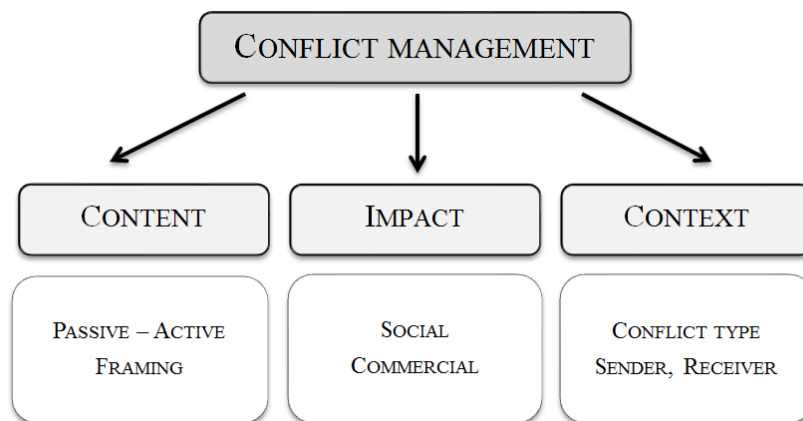 CONFLICT MANAGEMENT
CONTENT
IMPACT
CONTEXT
PASSIVE – ACTIVE
FRAMING
SOCIAL
COMMERCIAL
CONFLICT TYPE
SENDER, RECEIVER